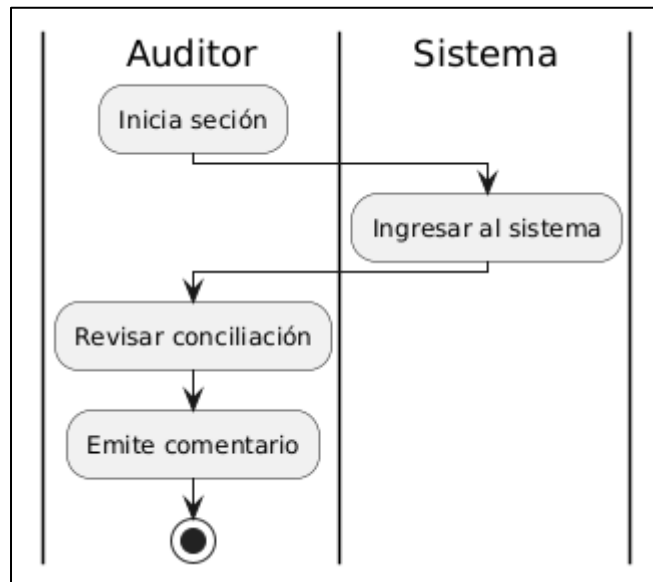 Auditor
Sistema
Inicia seción
Ingresar al sistema
Revisar conciliación
Emite comentario